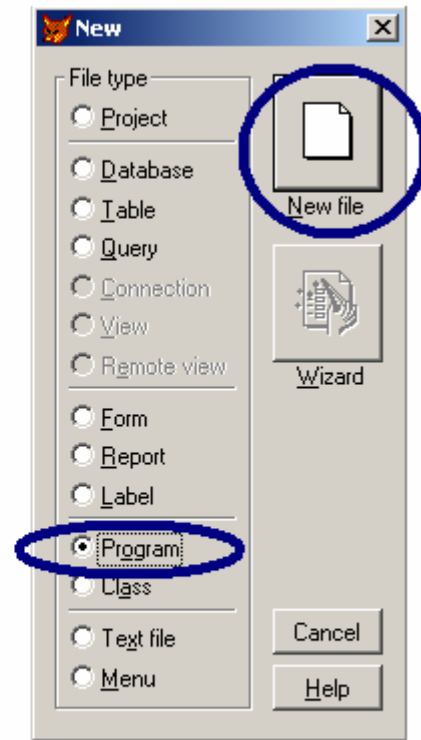 New
File type
Project
Database
Table
Query
Connection
View
Remote view
Form
Report
Label
Program
Class
Text file
Menu
New file
Wizard
Cancel
Help